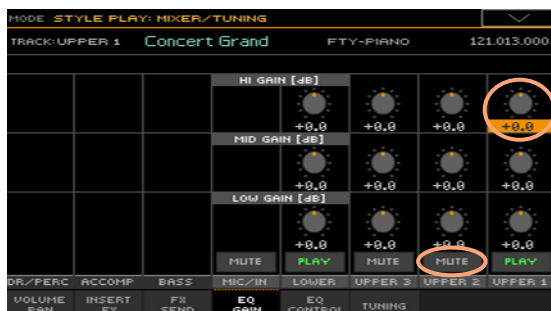 MODE STYLE PLAY: MIXER/TUNING
TRACK:UPPER 1 Concert Grand FTY-PIANO 121.013.000
HI GAIN [dB]
+0.0 +0.0 +0.0 +0.0
MID GAIN [dB]
+0.0 +0.0 +0.0 +0.0
LOW GAIN [dB]
+0.0 +0.0 +0.0 +0.0
MUTE PLAY MUTE MUTE PLAY
DR/PERC ACCOMP BASS MIC/IN LOWER UPPER 3 UPPER 2 UPPER 1
VOLUME INSERT FX EQ EQ TUNING
PAN FX SEND GAIN CONTROL